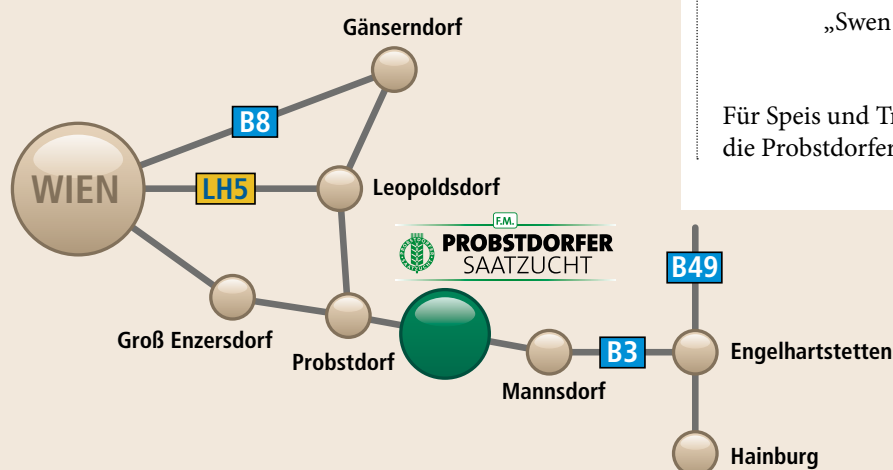 „Swen
Für Speis und Tr
die Probstdorfer
Gänserndorf
B8
WIEN
LH5
Leopoldsdorf
F.M.
PROBSTDORFER
SAATZUCHT
B49
Groß Enzersdorf
Probstdorf
B3
Engelhartstetten
Mannsdorf
Hainburg